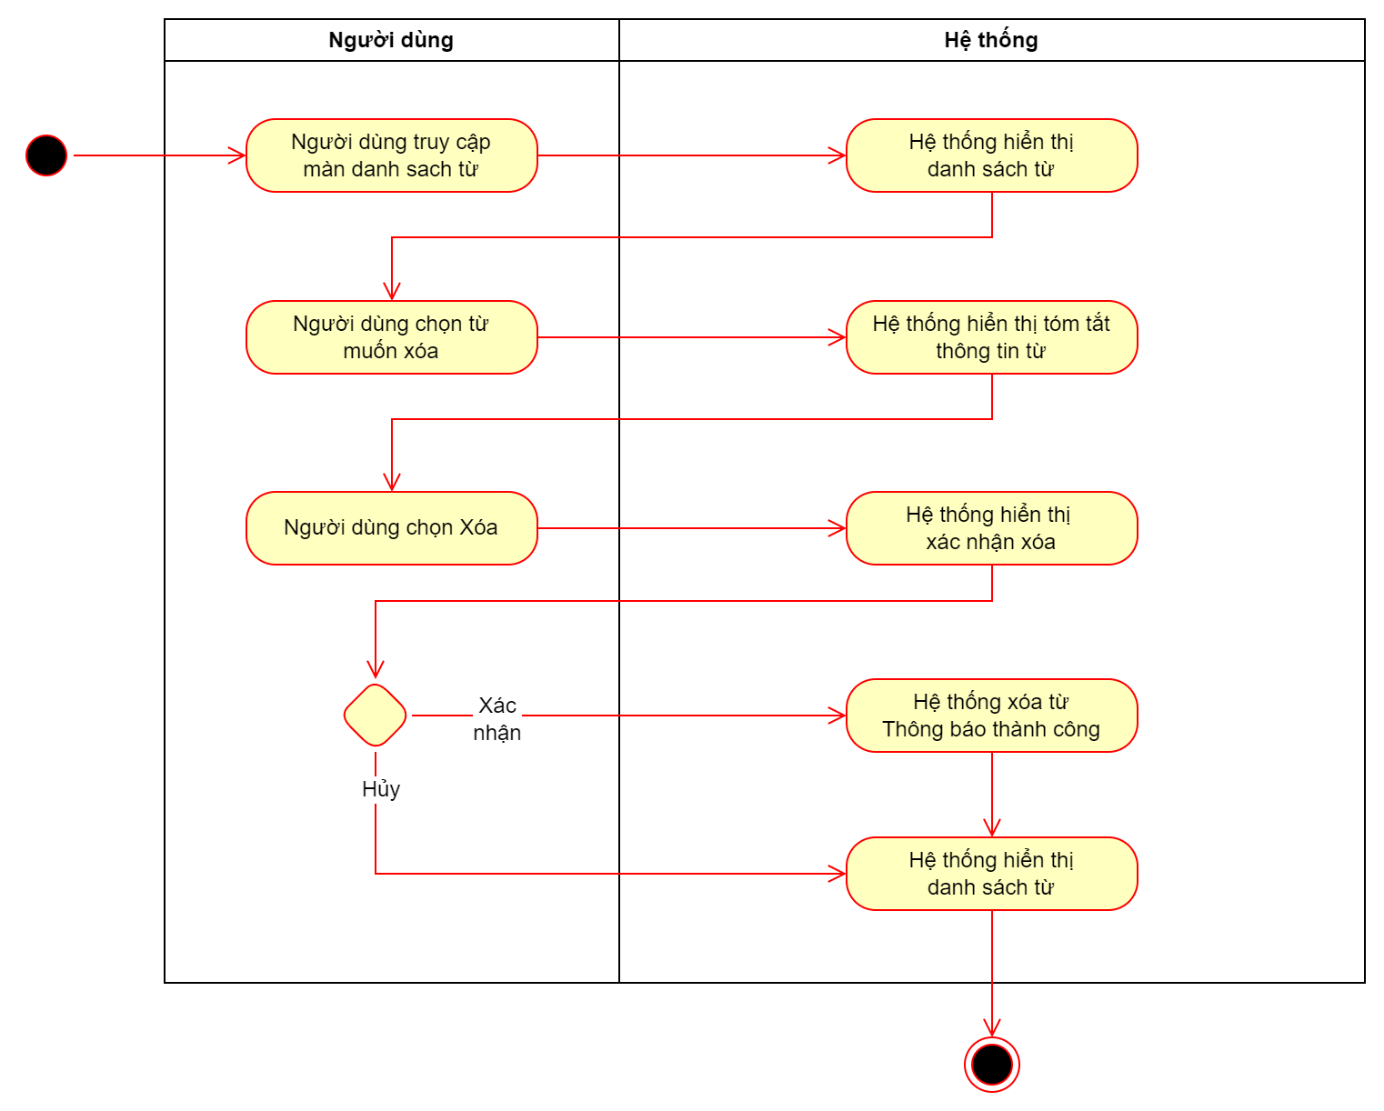 Người dùng
Hệ thống
Người dùng truy cập
màn danh sach từ
Hệ thống hiển thị
danh sách từ
Người dùng chọn từ
muốn xóa
Hệ thống hiển thị tóm tắt
thông tin từ
Người dùng chọn Xóa
Hệ thống hiển thị
xác nhận xóa
Xác
nhận
Hệ thống xóa từ
Thông báo thành công
Hủy
Hệ thống hiển thị
danh sách từ